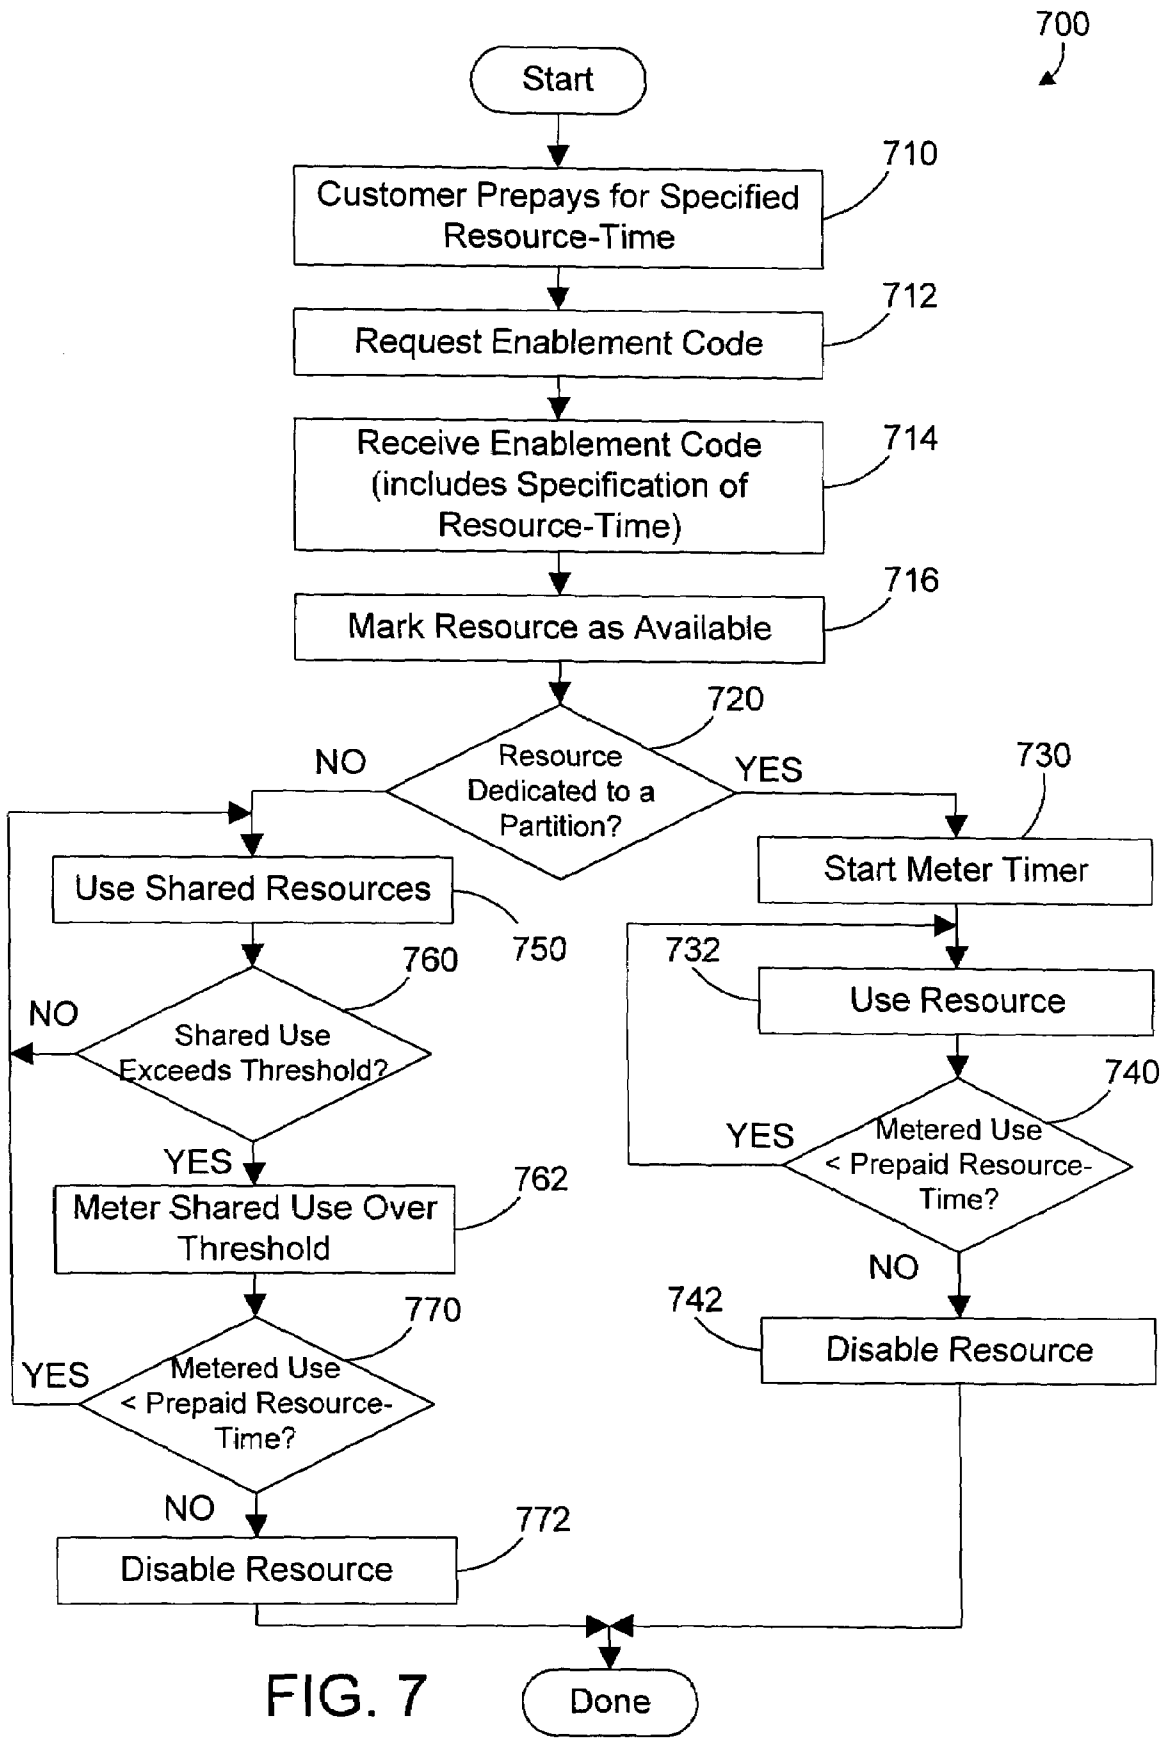 700
Start
710
Customer Prepays for Specified
Resource-Time
712
Request Enablement Code
714
Receive Enablement Code
(includes Specification of
Resource-Time)
716
Mark Resource as Available
720
NO
Resource
Dedicated to a
Partition?
YES
730
Start Meter Timer
Use Shared Resources
750
732
Use Resource
760
NO
Shared Use
Exceeds Threshold?
740
YES
Metered Use
< Prepaid Resource-
Time?
YES
762
Meter Shared Use Over
Threshold
NO
742
Disable Resource
770
YES
Metered Use
< Prepaid Resource-
Time?
NO
772
Disable Resource
FIG. 7
Done